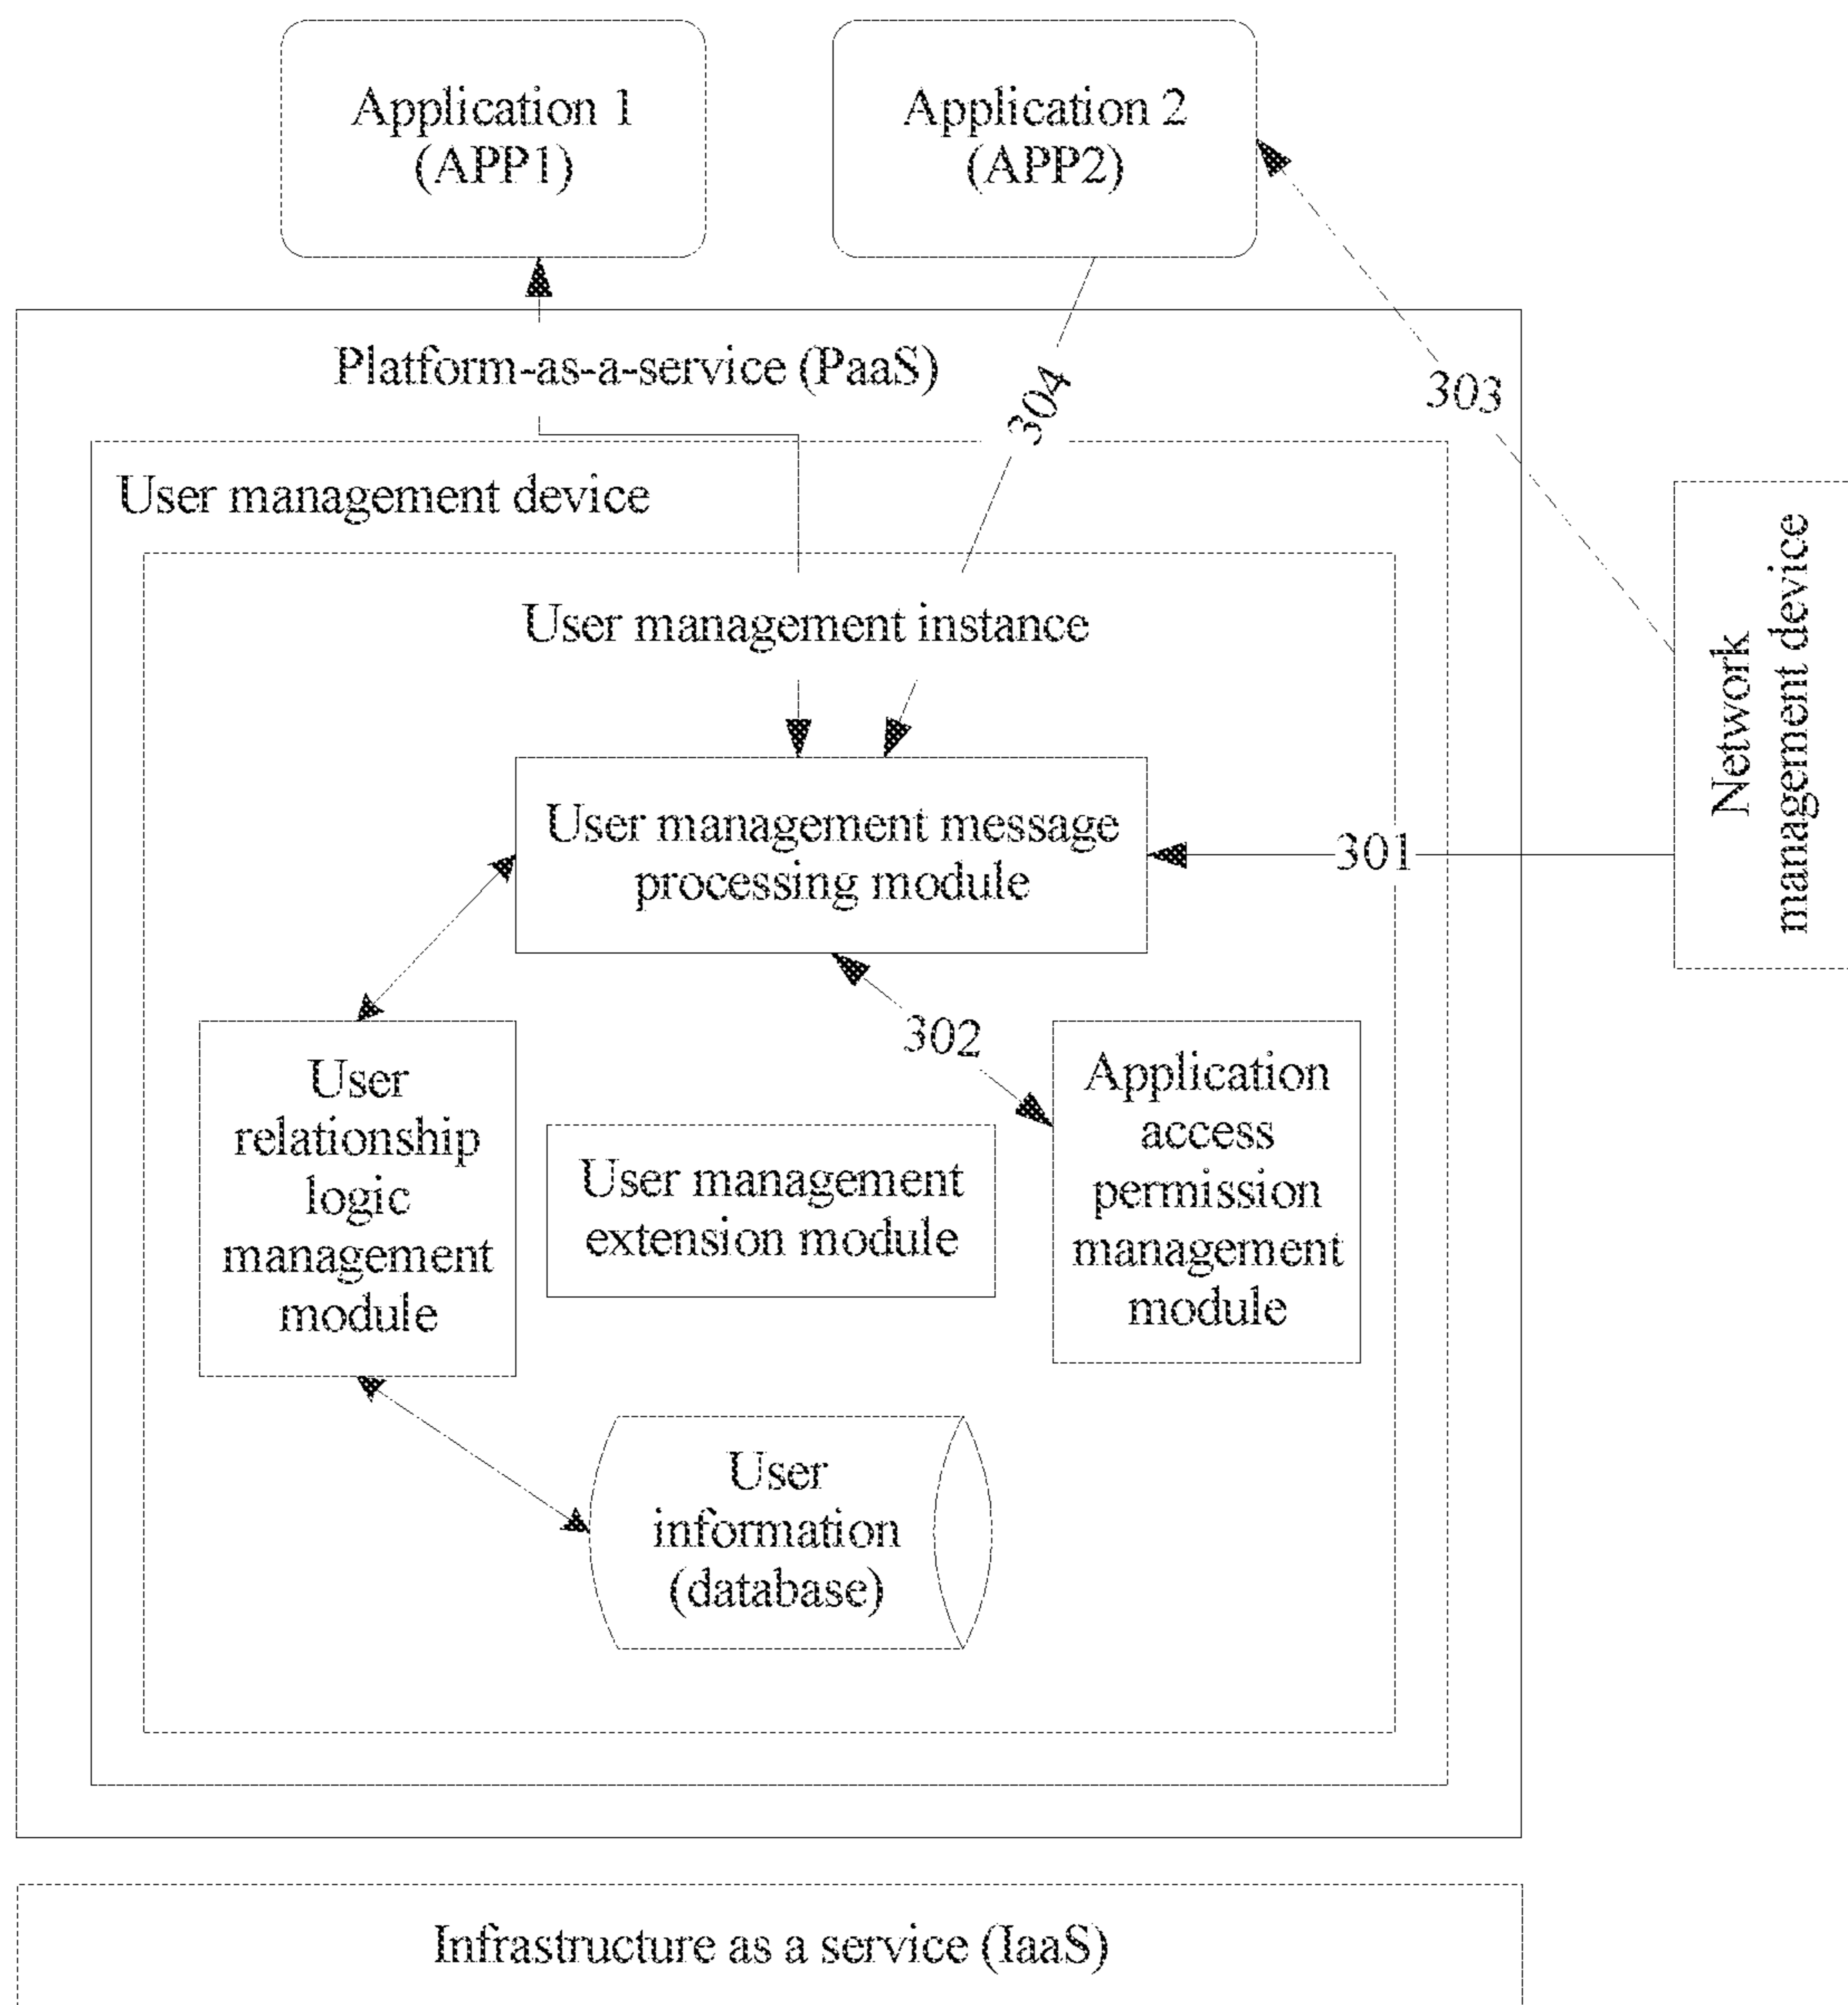 Application 1
(APP1)
Application 2
(APP2)
Platform-as-a-service (PaaS)
304
303
User management device
User management instance
Network
management device
User management message
processing module
301
302
User
relationship
logic
management
module
User management
extension module
Application
access
permission
management
module
User
information
(database)
Infrastructure as a service (IaaS)